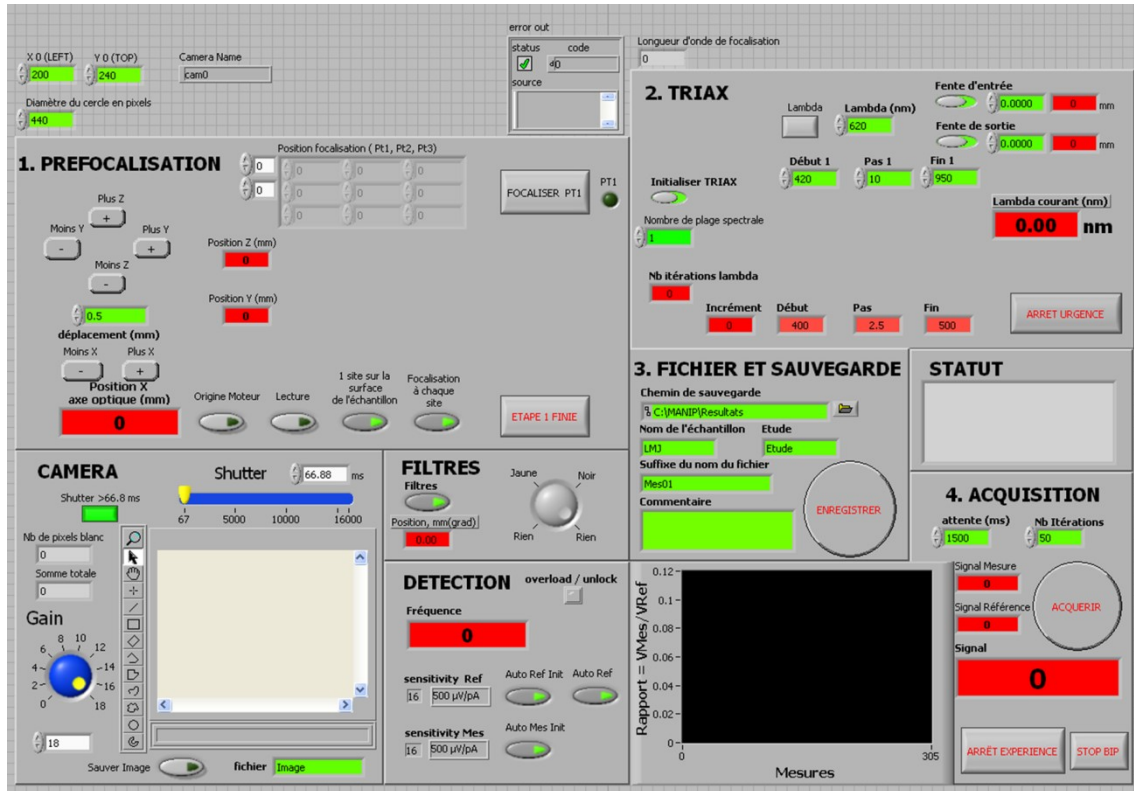 X 0 (LEFT)
Y 0 (TOP)
Camera Name
200
240
cam0
Diamètre du cercle en pixels
440
error out
status
code
0
source
Longueur d'onde de focalisation
0
1. PREFOCALISATION
Position focalisation ( Pt1, Pt2, Pt3)
0
0
0
0
0
0
0
0
0
0
0
FOCALISER PT1
PT1
Plus Z
+
Moins Y
-
Plus Y
+
Moins Z
-
Position Z (mm)
0
Position Y (mm)
0
0.5
déplacement (mm)
Moins X
Plus X
-
+
Position X
axe optique (mm)
0
Origine Moteur
Lecture
1 site sur la
surface
de l'échantillon
Focalisation
à chaque
site
ETAPE 1 FINIE
2. TRIAX
Lambda
Lambda (nm)
620
Fente d'entrée
0.0000
0
mm
Fente de sortie
0.0000
0
mm
Initialiser TRIAX
Début 1
Pas 1
Fin 1
420
10
950
Nombre de plage spectrale
1
Lambda courant (nm)
0.00
nm
Nb itérations lambda
0
Incrément
Début
Pas
Fin
0
400
2.5
500
ARRET URGENCE
3. FICHIER ET SAUVEGARDE
Chemin de sauvegarde
C:\MANIP\Resultats
Nom de l'échantillon
Etude
LMJ
Etude
Suffixe du nom du fichier
Mes01
Commentaire
ENREGISTRER
STATUT
CAMERA
Shutter
66.88
ms
Shutter >66.8 ms
67
5000
10000
16000
Nb de pixels blanc
0
Somme totale
0
Gain
0
2
4
6
8
10
12
14
16
18
18
Sauver Image
fichier
Image
FILTRES
Filtres
Position, mm(grad)
0.00
Jaune
Noir
Rien
Rien
DETECTION
overload / unlock
Fréquence
0
sensitivity Ref
16
500 µV/pA
Auto Ref Init
Auto Ref
sensitivity Mes
16
500 µV/pA
Auto Mes Init
Rapport = VMes/VRef
0.12
0.1
0.08
0.06
0.04
0.02
0
0
305
Mesures
4. ACQUISITION
attente (ms)
Nb Itérations
1500
50
Signal Mesure
0
Signal Référence
0
ACQUERIR
Signal
0
ARRÊT EXPERIENCE
STOP BIP